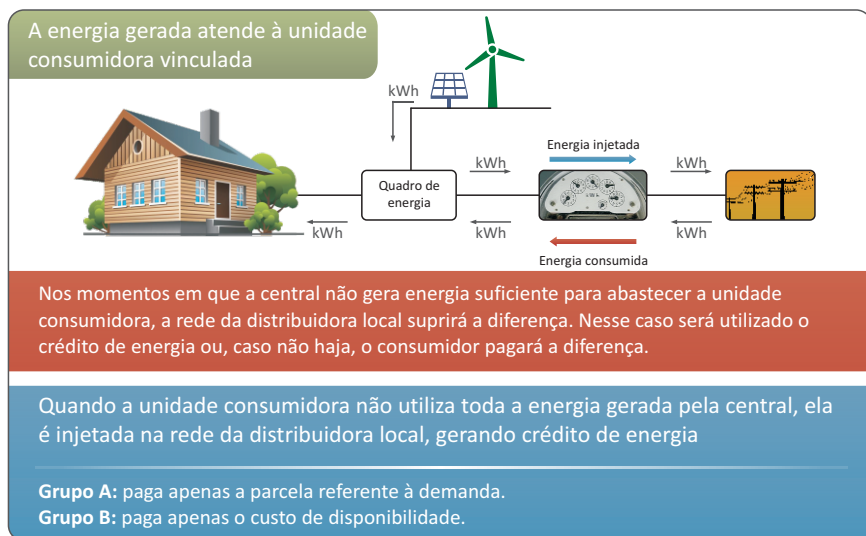 A energia gerada atende à unidade
consumidora vinculada
kWh
Energia injetada
kWh
kWh
Quadro de
energia
kWh
kWh
kWh
Energia consumida
Nos momentos em que a central não gera energia suficiente para abastecer a unidade
consumidora, a rede da distribuidora local suprirá a diferença. Nesse caso será utilizado o
crédito de energia ou, caso não haja, o consumidor pagará a diferença.
Quando a unidade consumidora não utiliza toda a energia gerada pela central, ela
é injetada na rede da distribuidora local, gerando crédito de energia
Grupo A: paga apenas a parcela referente à demanda.
Grupo B: paga apenas o custo de disponibilidade.